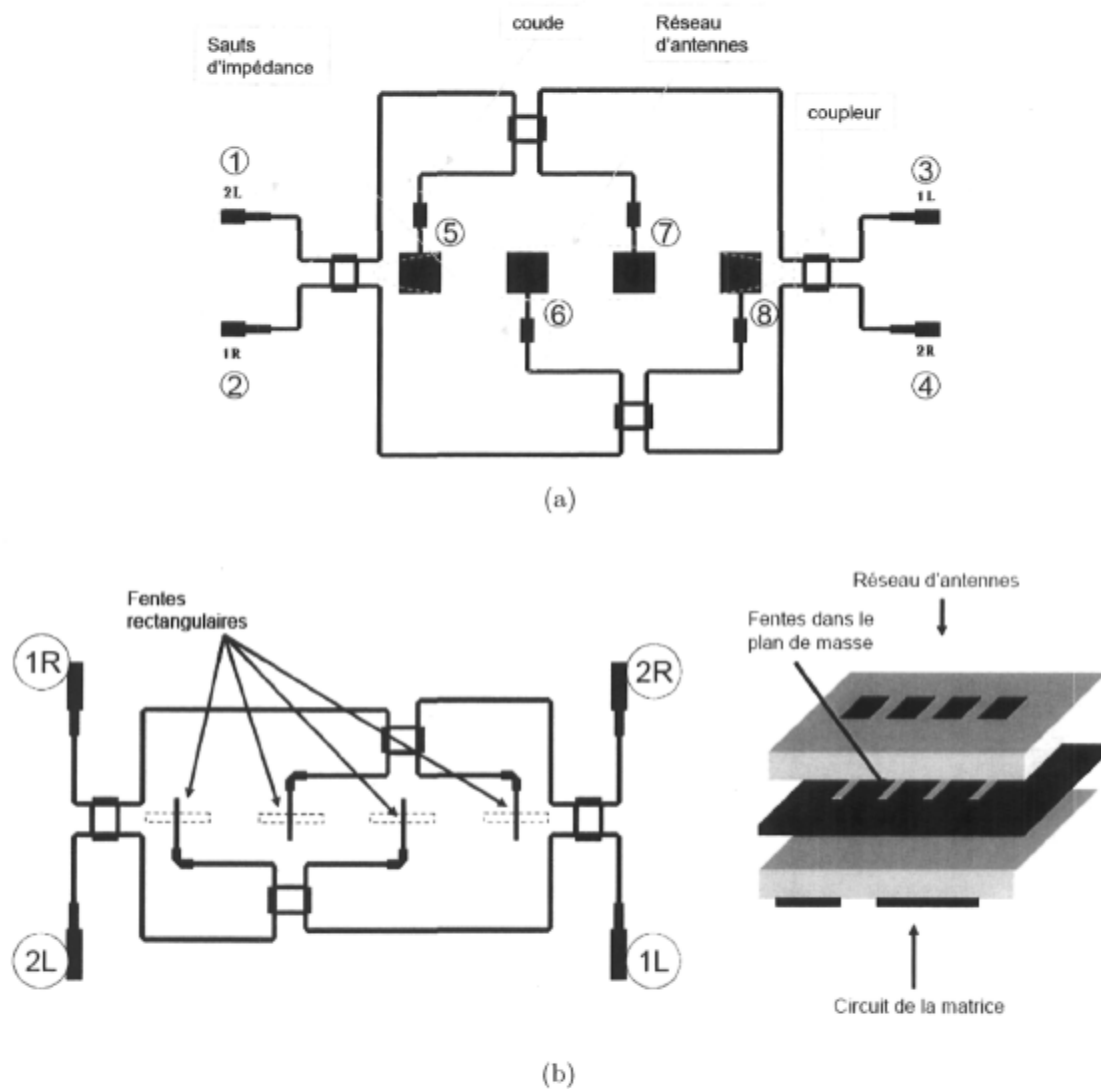 coude
Réseau
d'antennes
Sauts
d'impédance
coupleur
①
2L
③
1L
⑤
⑦
⑥
⑧
1R
②
2R
④
(a)
Réseau d'antennes
Fentes
rectangulaires
Fentes dans le
plan de masse
1R
2R
2L
1L
Circuit de la matrice
(b)